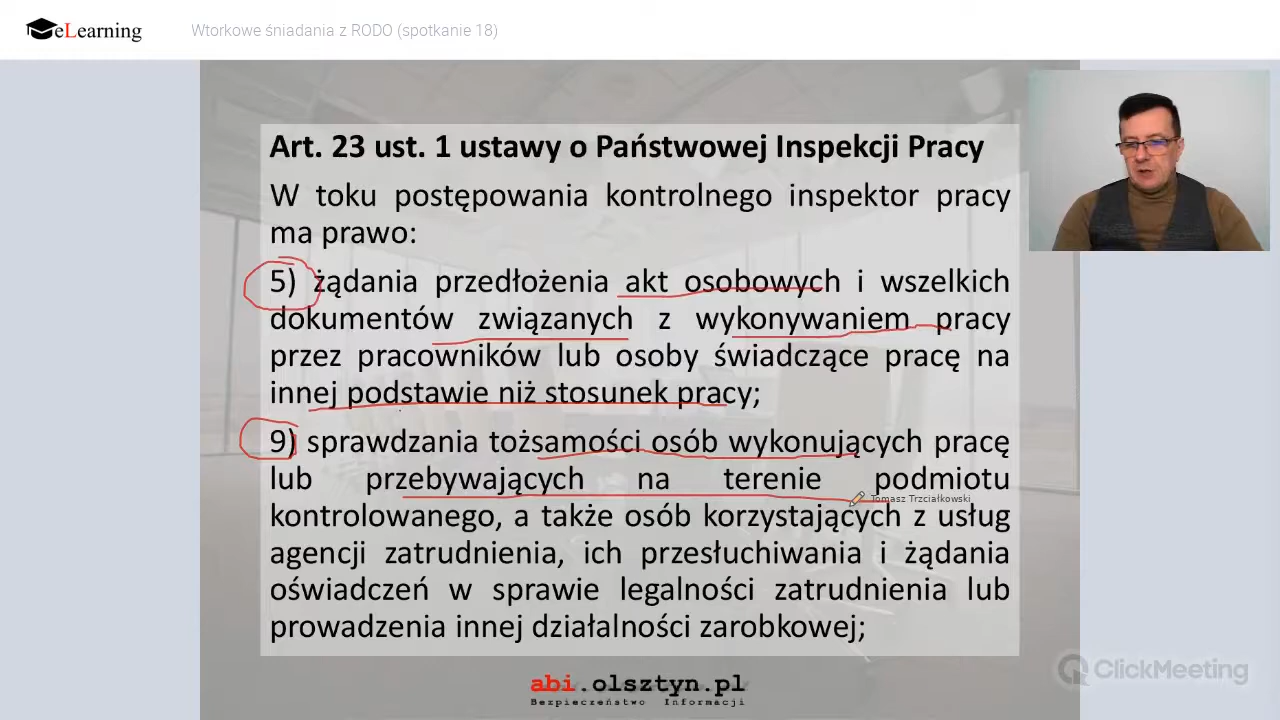 eLearning
Wtorkowe śniadania z RODO (spotkanie 18)
Art. 23 ust. 1 ustawy o Państwowej Inspekcji Pracy
W toku postępowania kontrolnego inspektor pracy
ma prawo:
5) żądania przedłożenia akt osobowych i wszelkich
dokumentów związanych z wykonywaniem pracy
przez pracowników lub osoby świadczące pracę na
innej podstawie niż stosunek pracy;
9) sprawdzania tożsamości osób wykonujących pracę
lub przebywających na terenie podmiotu
Tomasz Trzciałkowski
kontrolowanego, a także osób korzystających z usług
agencji zatrudnienia, ich przesłuchiwania i żądania
oświadczeń w sprawie legalności zatrudnienia lub
prowadzenia innej działalności zarobkowej;
ClickMeeting
abi.olsztyn.pl
Bezpieczeństwo Informacji